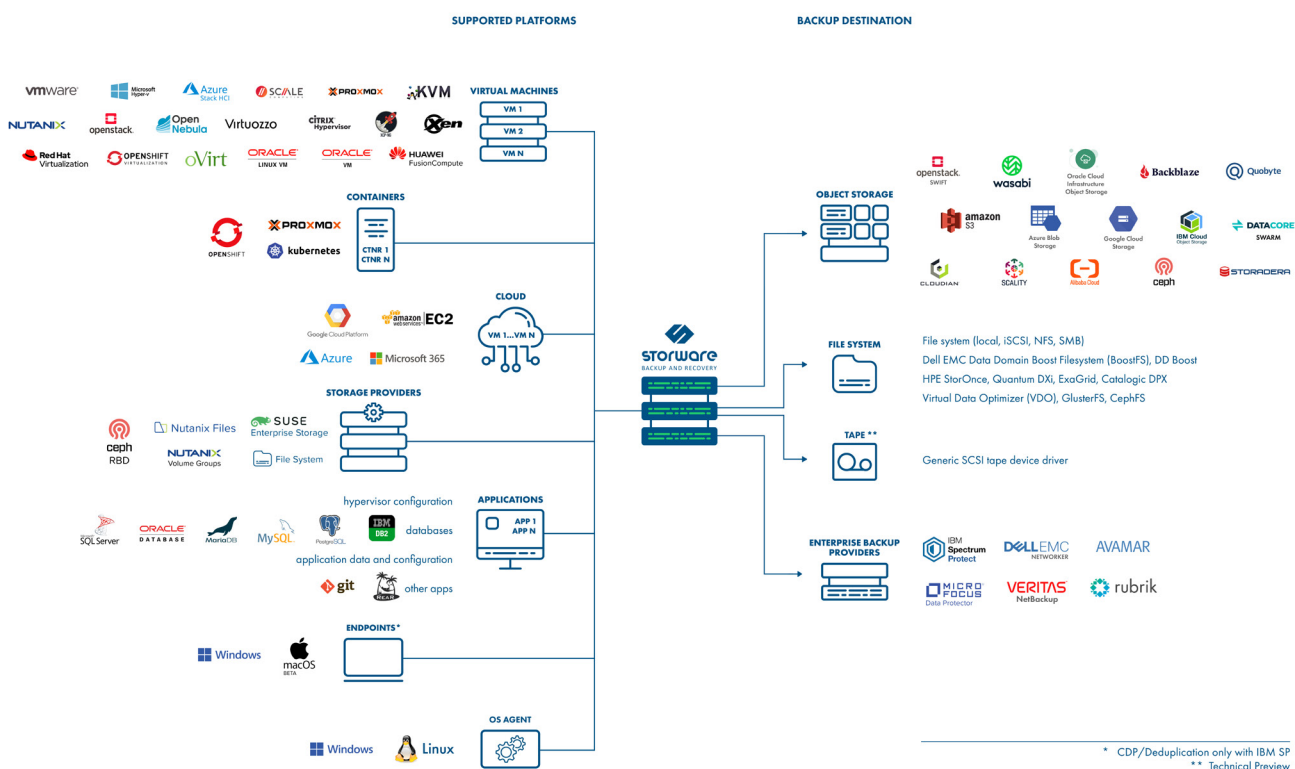 SUPPORTED PLATFORMS
BACKUP DESTINATION
vmware
Microsoft
Hyper-v
Azure
Stack HCI
SCALE
COMPUTING
PROXMOX
KVM
VIRTUAL MACHINES
VM 1
VM 2
VM N
NUTANIX
openstack.
Open
Nebula
Virtuozzo
CITRIX
Hypervisor
XCP-ng
Xen
Red Hat
Virtualization
OPENSHIFT
VIRTUALIZATION
oVirt
ORACLE
LINUX VM
ORACLE
VM
HUAWEI
FusionCompute
CONTAINERS
OPENSHIFT
PROXMOX
kubernetes
CTNR 1
CTNR N
CLOUD
Google Cloud Platform
amazon
webservices
EC2
VM 1...VM N
Azure
Microsoft 365
STORAGE PROVIDERS
ceph
RBD
Nutanix Files
SUSE
Enterprise Storage
NUTANIX
Volume Groups
File System
APPLICATIONS
hypervisor configuration
APP 1
APP N
SQL Server
ORACLE
DATABASE
MariaDB
MySQL
PostgreSQL
IBM
DB2
databases
application data and configuration
git
REAR
other apps
ENDPOINTS*
Windows
macOS
BETA
OS AGENT
Windows
Linux
STORWARE
BACKUP AND RECOVERY
OBJECT STORAGE
openstack.
SWIFT
wasabi
Oracle Cloud
Infrastructure
Object Storage
Backblaze
Quobyte
amazon
S3
Azure Blob
Storage
Google Cloud
Storage
IBM Cloud
Object Storage
DATACORE
SWARM
CLOUDIAN
SCALITY
Alibaba Cloud
ceph
STORADERA
FILE SYSTEM
File system (local, iSCSI, NFS, SMB)
Dell EMC Data Domain Boost Filesystem (BoostFS), DD Boost
HPE StorOnce, Quantum DXi, ExaGrid, Catalogic DPX
Virtual Data Optimizer (VDO), GlusterFS, CephFS
TAPE **
Generic SCSI tape device driver
ENTERPRISE BACKUP
PROVIDERS
IBM
Spectrum
Protect
DELLEMC
NETWORKER
AVAMAR
MICRO
FOCUS
Data Protector
VERITAS
NetBackup
rubrik
* CDP/Deduplication only with IBM SP
** Technical Preview